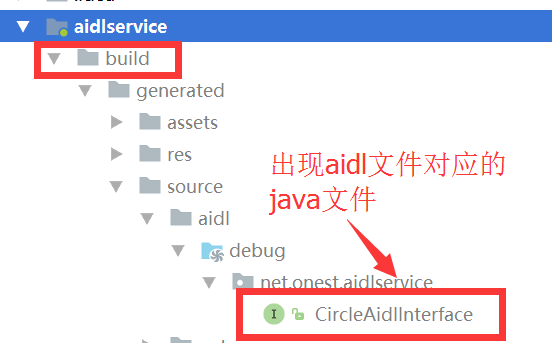 aidlservice
build
generated
assets
res
source
出现aidl文件对应的
java文件
aidl
debug
net.onest.aidlservice
I CircleAidlInterface